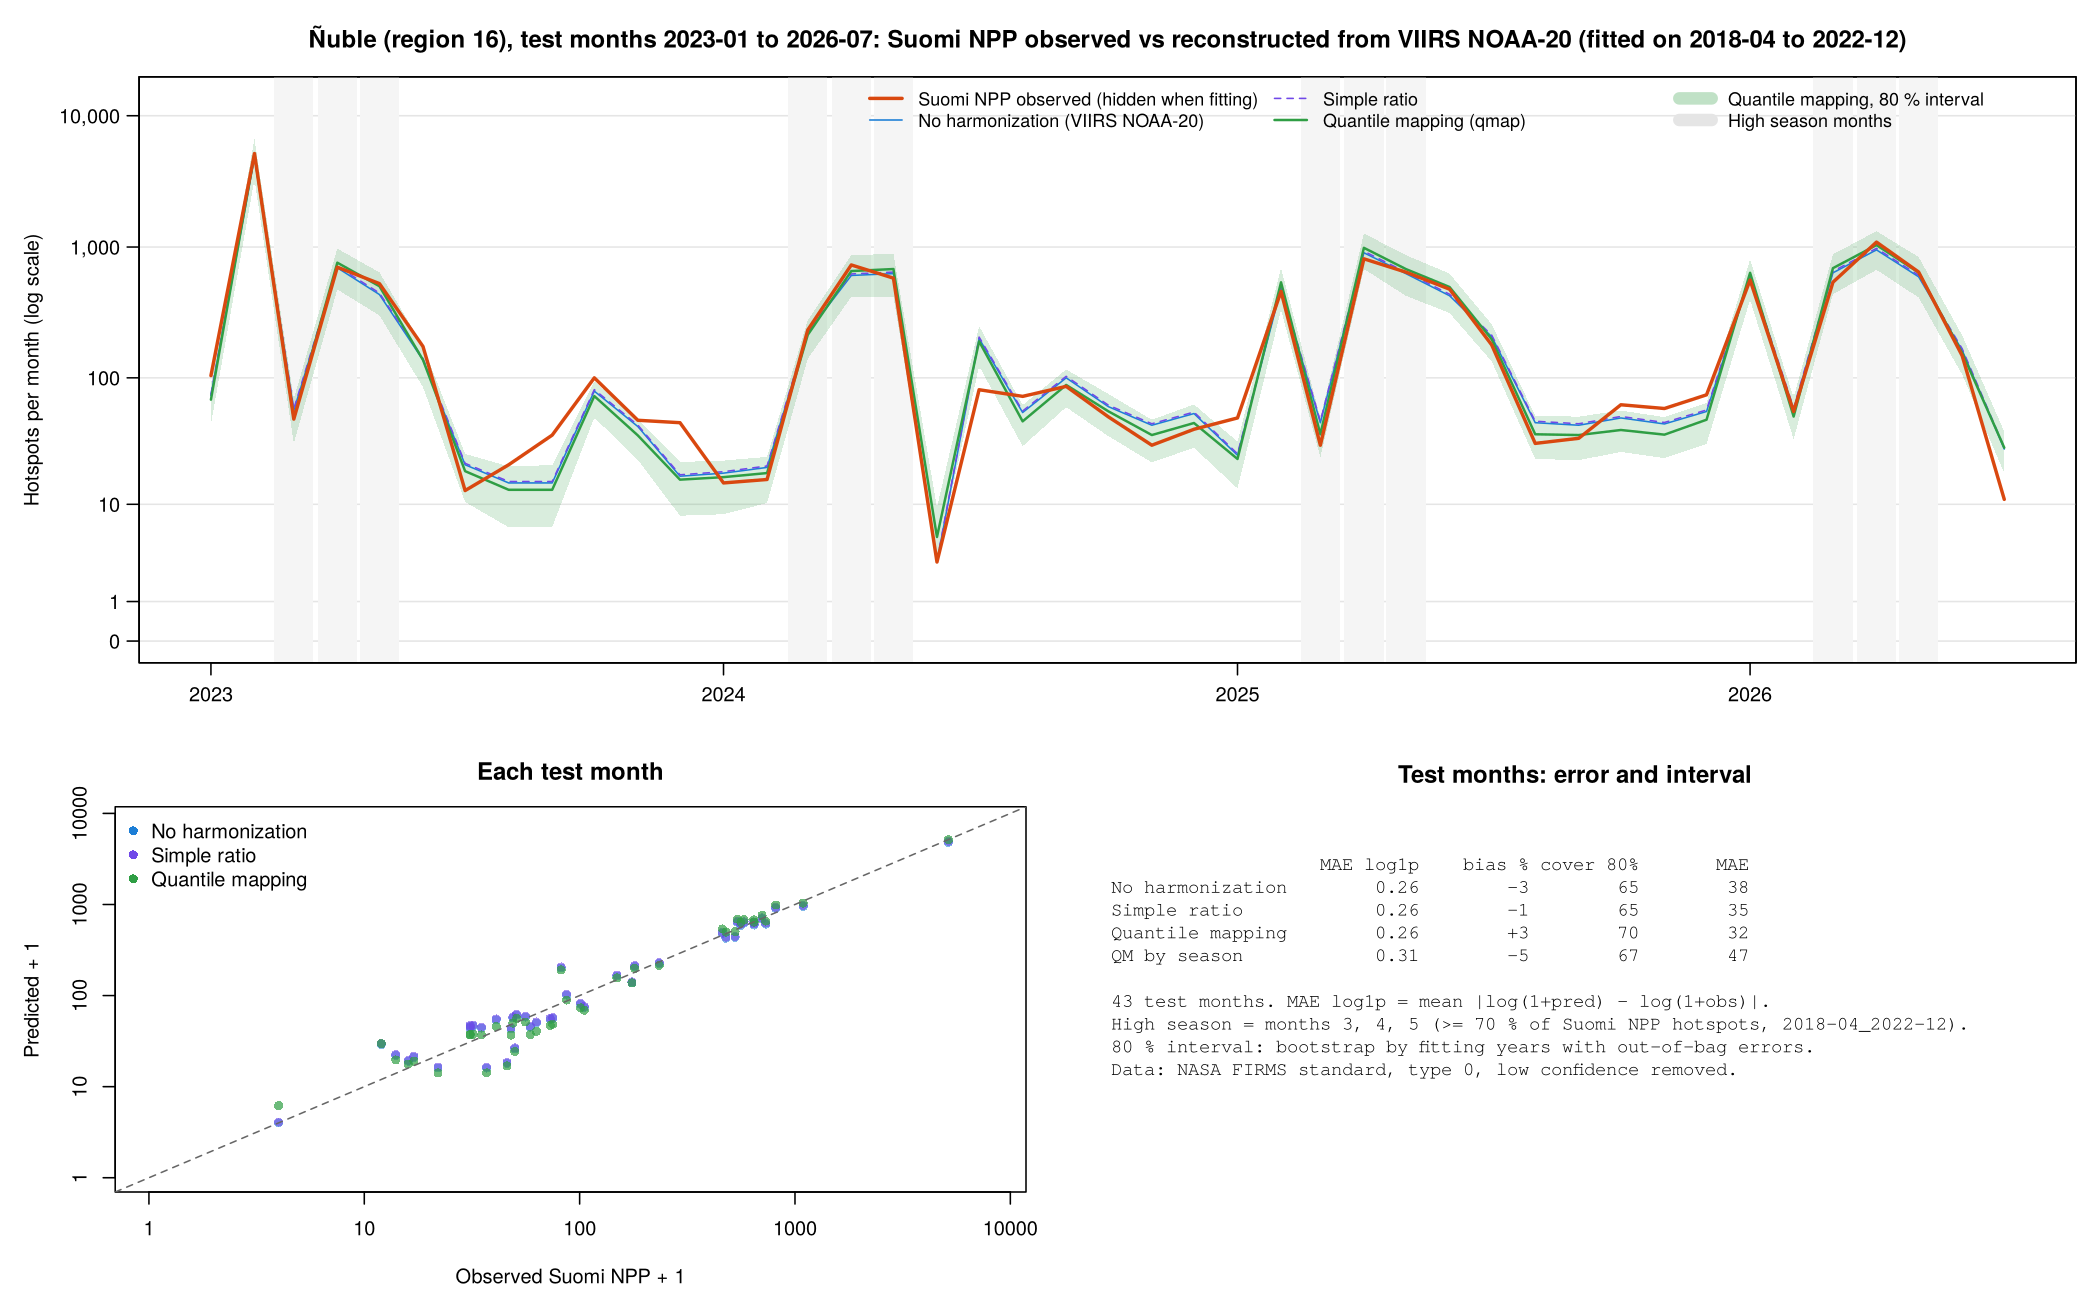 Ñuble (region 16), test months 2023-01 to 2026-07: Suomi NPP observed vs reconstructed from VIIRS NOAA-20 (fitted on 2018-04 to 2022-12)
Suomi NPP observed (hidden when fitting)
No harmonization (VIIRS NOAA-20)
Simple ratio
Quantile mapping (qmap)
Quantile mapping, 80 % interval
High season months
Hotspots per month (log scale)
10,000
1,000
100
10
1
0
2023
2024
2025
2026
Each test month
No harmonization
Simple ratio
Quantile mapping
Predicted + 1
10000
1000
100
10
1
1
10
100
1000
10000
Observed Suomi NPP + 1
Test months: error and interval
MAE log1p bias % cover 80% MAE
No harmonization 0.26 −3 65 38
Simple ratio 0.26 −1 65 35
Quantile mapping 0.26 +3 70 32
QM by season 0.31 −5 67 47
43 test months. MAE log1p = mean |log(1+pred) − log(1+obs)|.
High season = months 3, 4, 5 (>= 70 % of Suomi NPP hotspots, 2018−04_2022−12).
80 % interval: bootstrap by fitting years with out−of−bag errors.
Data: NASA FIRMS standard, type 0, low confidence removed.